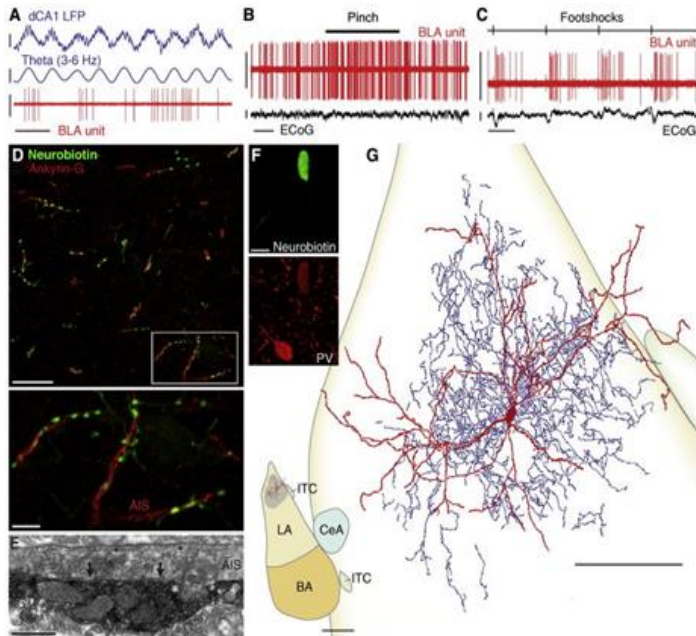 A
dCA1 LFP
Theta (3-6 Hz)
BLA unit
B
Pinch
BLA unit
ECoG
C
Footshocks
BLA unit
ECoG
D
Neurobiotin
Ankyrin-G
AIS
E
AIS
F
Neurobiotin
PV
G
ITC
LA
CeA
BA
ITC